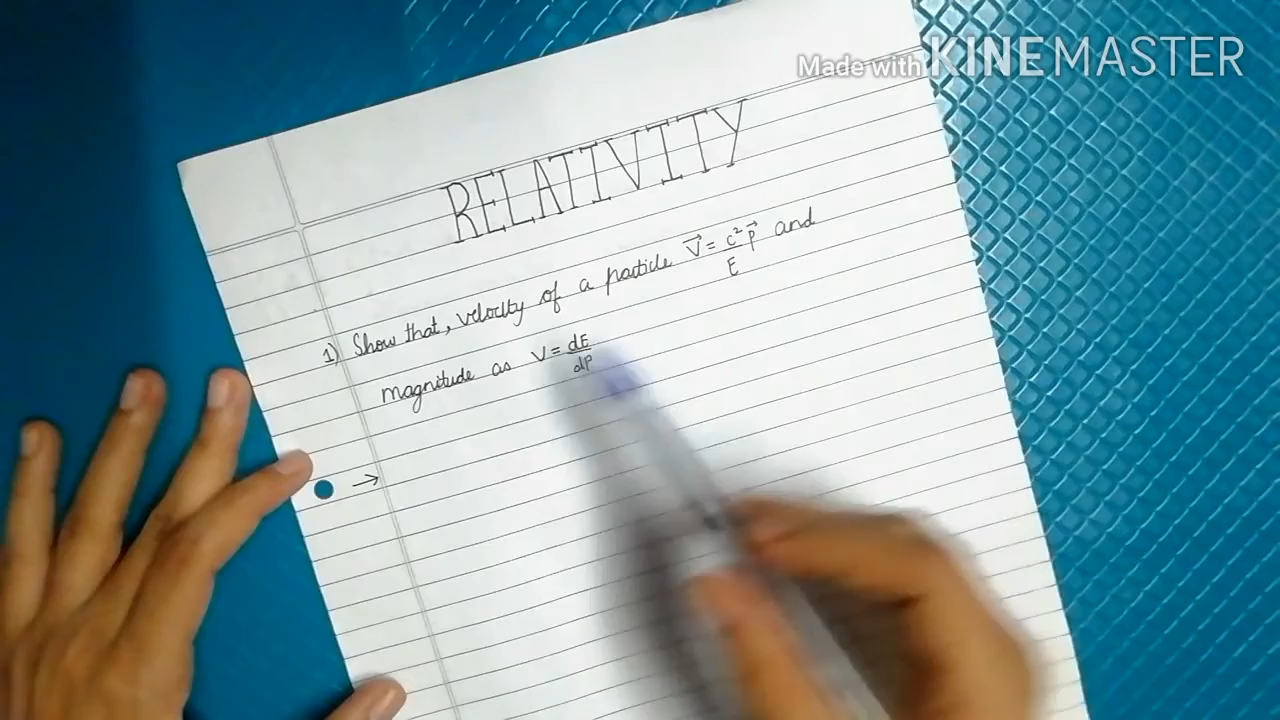 Made with KINEMASTER
RELATIVITY
1) Show that, velocity of a particle V⃗ = c²p⃗/E and
magnitude as V = dE/dP
→